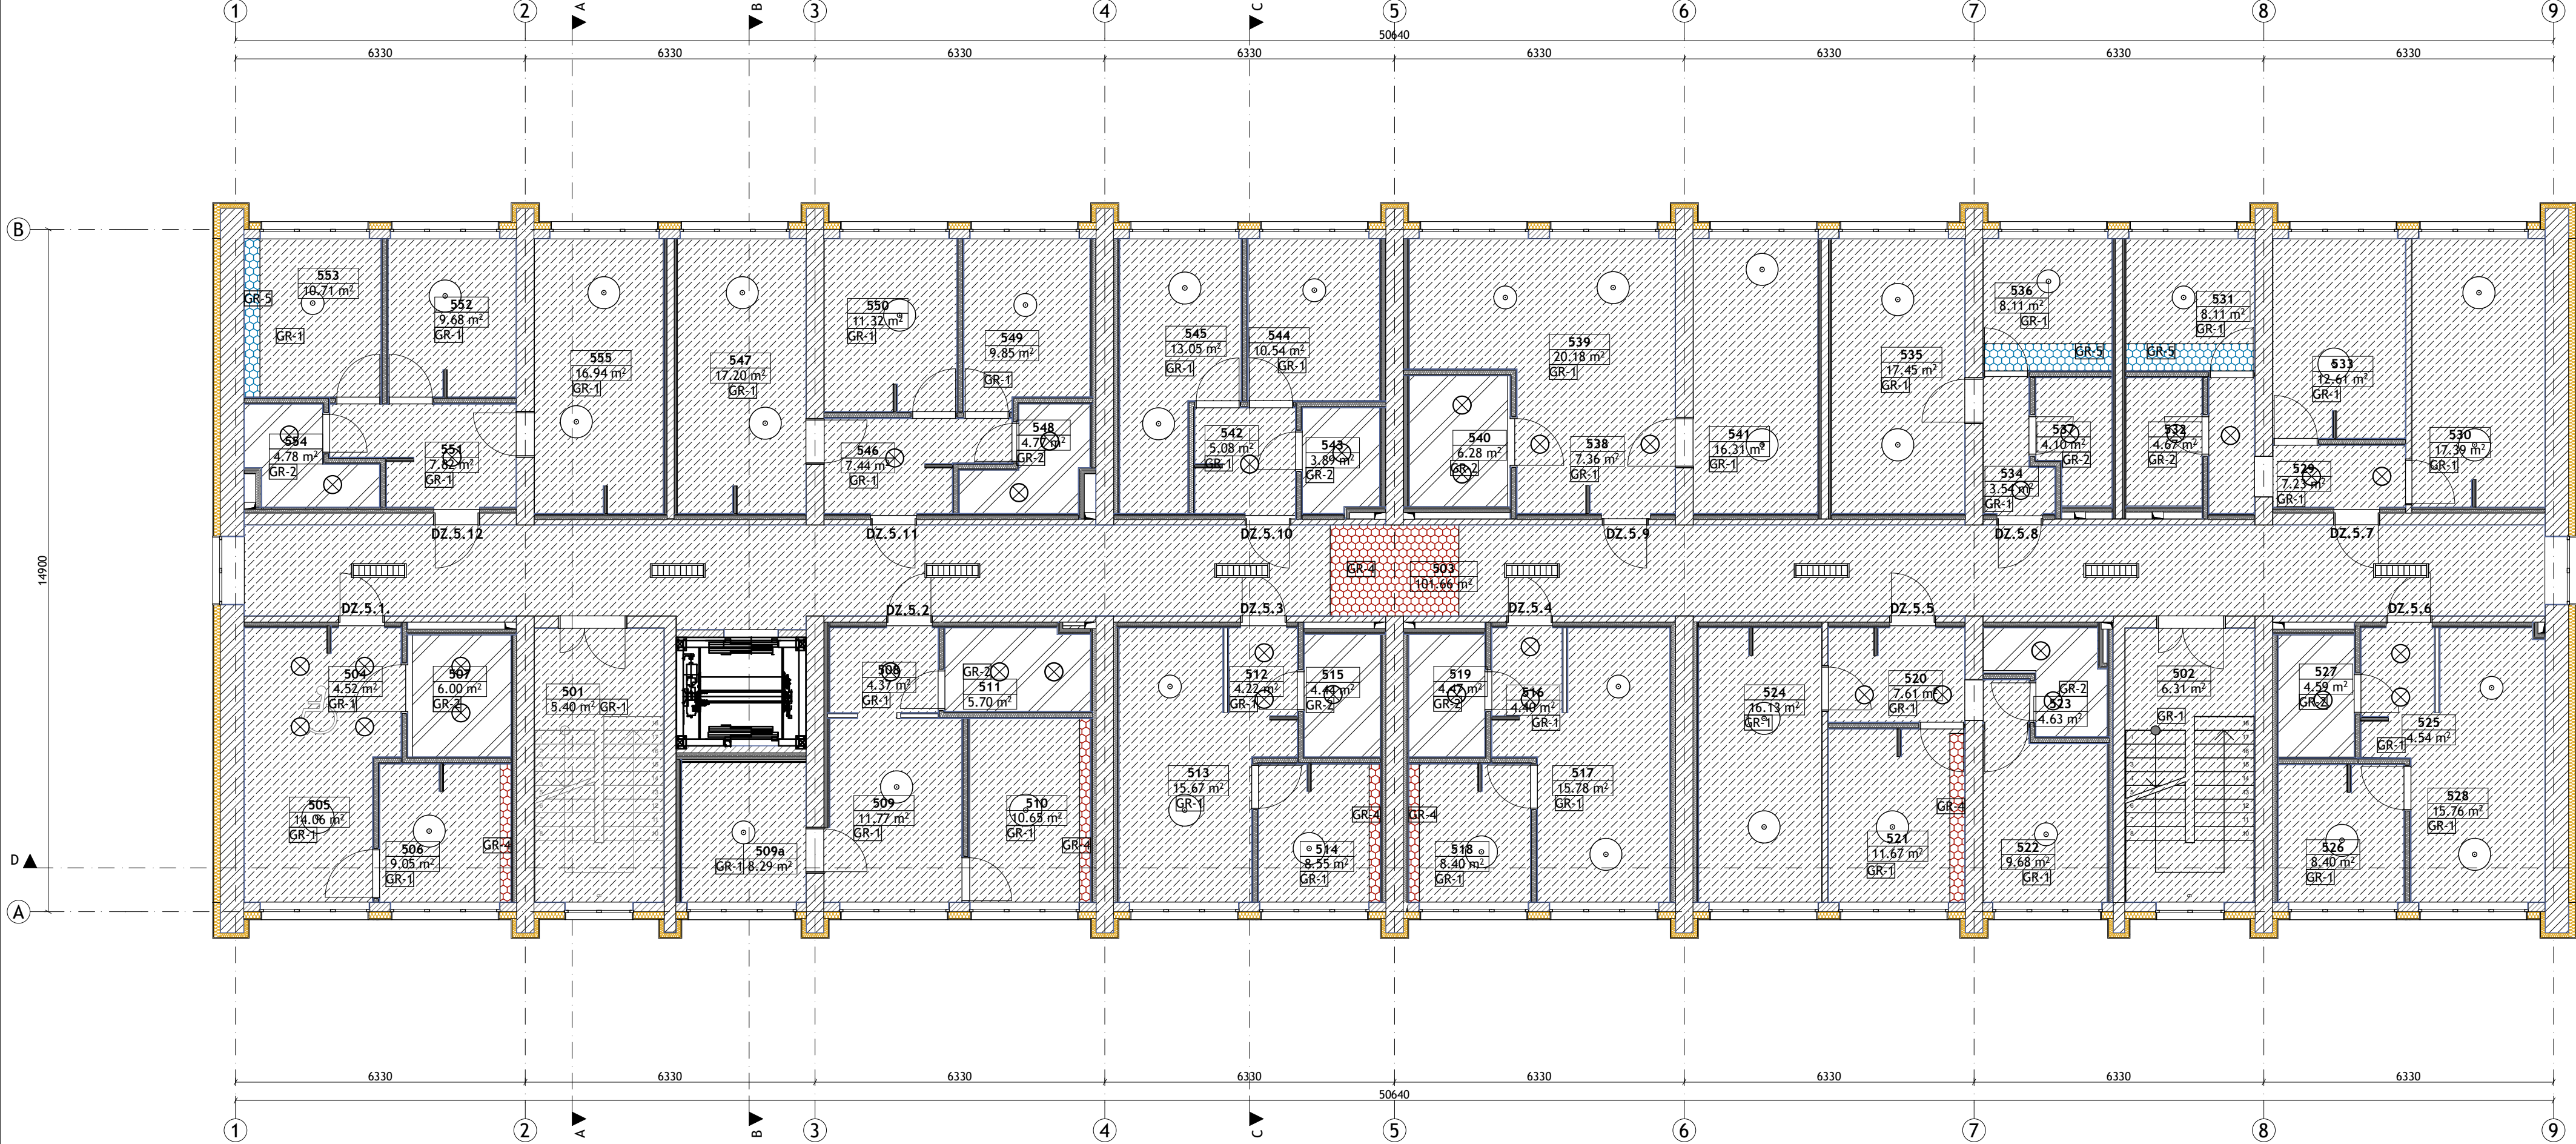 1 2 A B 3 4 C 5 6 7 8 9
50640
6330 6330 6330 6330 6330 6330 6330 6330
B
553
10.71 m²
GR-5
GR-1
552
9.68 m²
GR-1
555
16.94 m²
GR-1
547
17.20 m²
GR-1
550
11.32 m²
GR-1
549
9.85 m²
GR-1
545
13.05 m²
GR-1
544
10.54 m²
GR-1
539
20.18 m²
GR-1
535
17.45 m²
GR-1
536
8.11 m²
GR-1
GR-5
531
8.11 m²
GR-1
GR-5
533
12.61 m²
GR-1
530
17.39 m²
GR-1
554
4.78 m²
GR-2
551
7.82 m²
GR-1
546
7.44 m²
GR-1
548
4.77 m²
GR-2
542
5.08 m²
GR-1
543
3.89 m²
GR-2
540
6.28 m²
GR-2
538
7.36 m²
GR-1
541
16.31 m²
GR-1
537
4.10 m²
GR-2
534
3.54 m²
GR-1
532
4.67 m²
GR-2
529
7.23 m²
GR-1
DZ.5.12 DZ.5.11 DZ.5.10 DZ.5.9 DZ.5.8 DZ.5.7
14900
GR-4
503
101.66 m²
DZ.5.1. DZ.5.2 DZ.5.3 DZ.5.4 DZ.5.5 DZ.5.6
504
4.52 m²
GR-1
507
6.00 m²
GR-2
501
5.40 m² GR-1
508
4.37 m²
GR-1
GR-2
511
5.70 m²
512
4.22 m²
GR-1
515
4.44 m²
GR-2
519
4.47 m²
GR-2
516
4.40 m²
GR-1
524
16.13 m²
GR-1
520
7.61 m²
GR-1
GR-2
523
4.63 m²
502
6.31 m²
GR-1
527
4.59 m²
GR-2
525
4.54 m²
GR-1
505
14.06 m²
GR-1
506
9.05 m²
GR-1
GR-4
509a
GR-1 8.29 m²
509
11.77 m²
GR-1
510
10.65 m²
GR-1
GR-4
513
15.67 m²
GR-1
514
8.55 m²
GR-1
GR-4
GR-4
518
8.40 m²
GR-1
517
15.78 m²
GR-1
521
11.67 m²
GR-1
GR-4
522
9.68 m²
GR-1
526
8.40 m²
GR-1
528
15.76 m²
GR-1
D
A
6330 6330 6330 6330 6330 6330 6330 6330
50640
1 2 A B 3 4 C 5 6 7 8 9